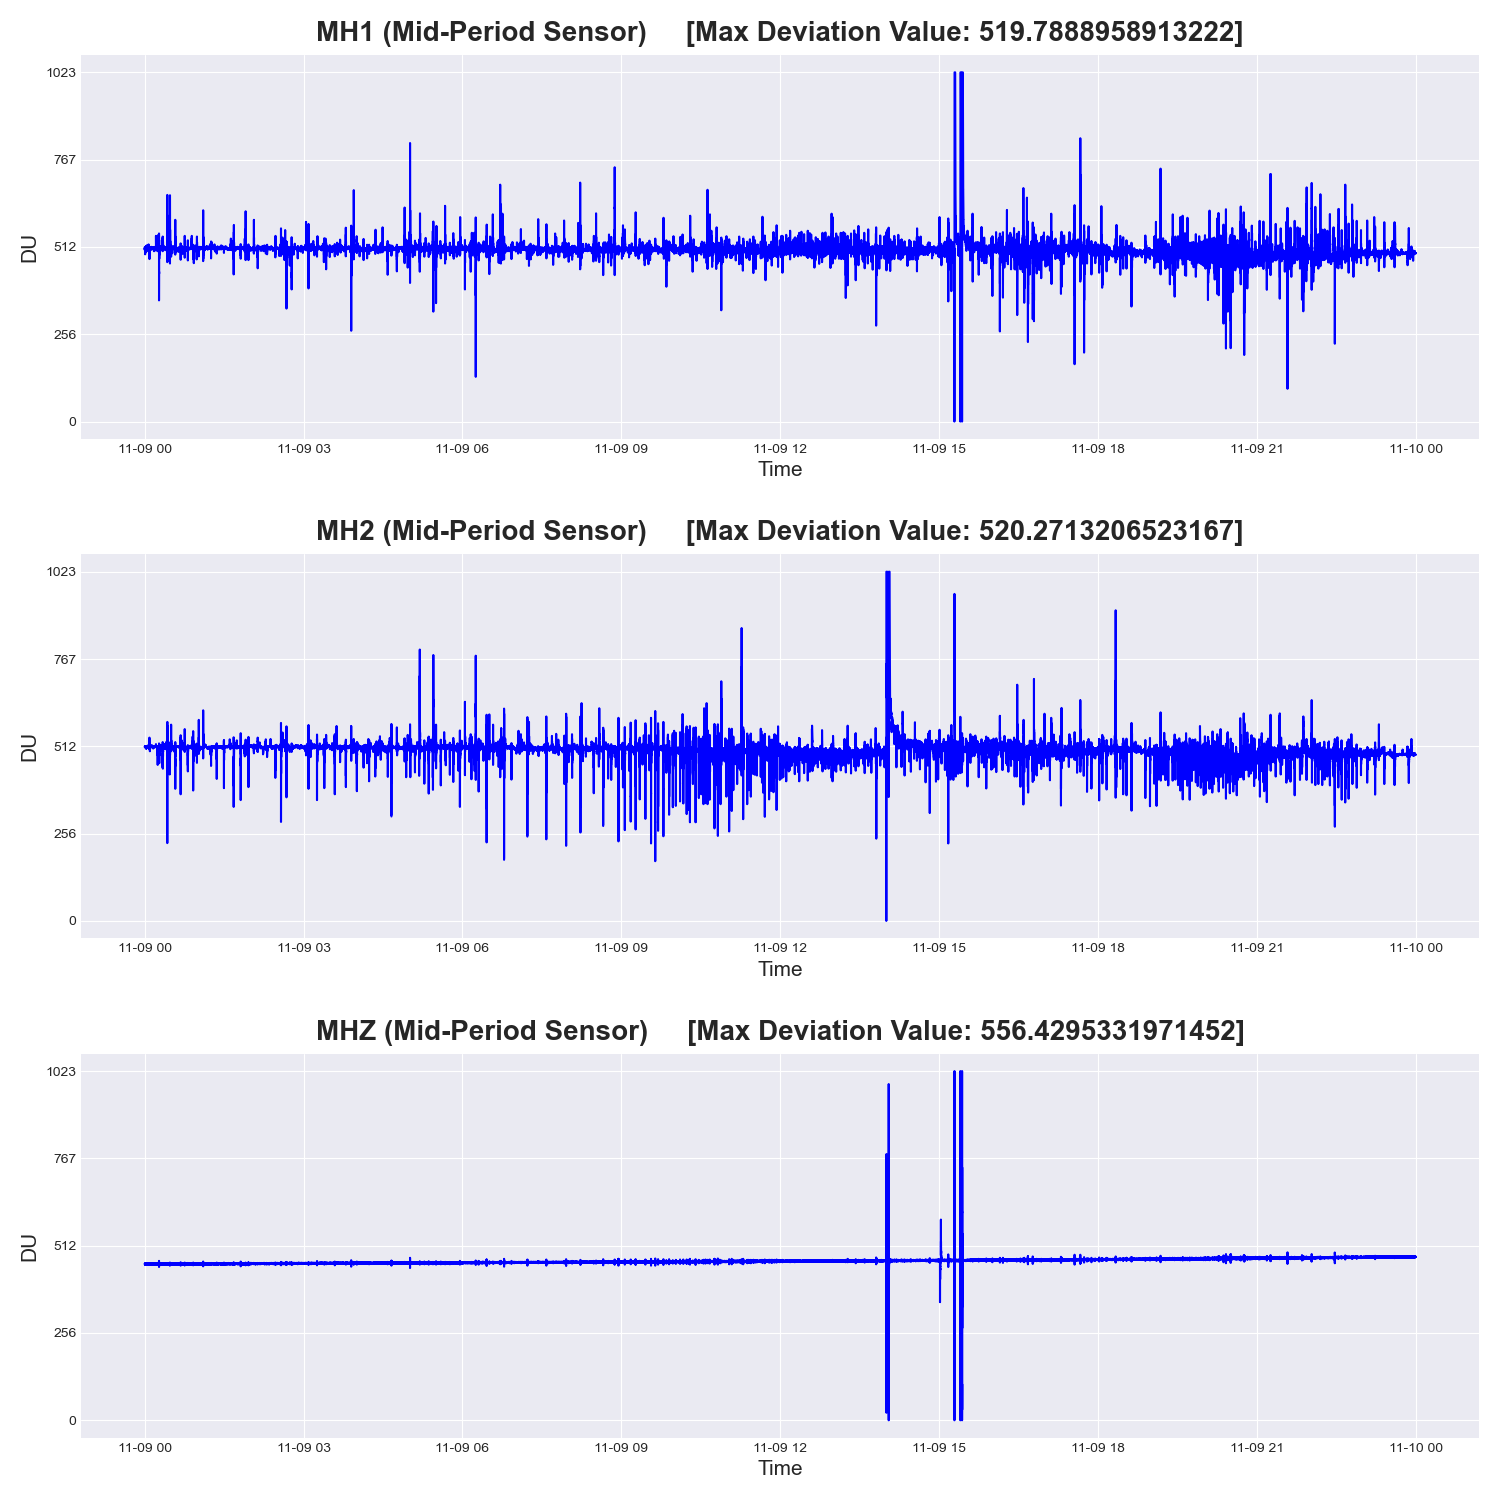 MH1 (Mid-Period Sensor) [Max Deviation Value: 519.7888958913222]
1023
767
512
256
0
DU
11-09 00 11-09 03 11-09 06 11-09 09 11-09 12 11-09 15 11-09 18 11-09 21 11-10 00
Time
MH2 (Mid-Period Sensor) [Max Deviation Value: 520.2713206523167]
1023
767
512
256
0
DU
11-09 00 11-09 03 11-09 06 11-09 09 11-09 12 11-09 15 11-09 18 11-09 21 11-10 00
Time
MHZ (Mid-Period Sensor) [Max Deviation Value: 556.4295331971452]
1023
767
512
256
0
DU
11-09 00 11-09 03 11-09 06 11-09 09 11-09 12 11-09 15 11-09 18 11-09 21 11-10 00
Time